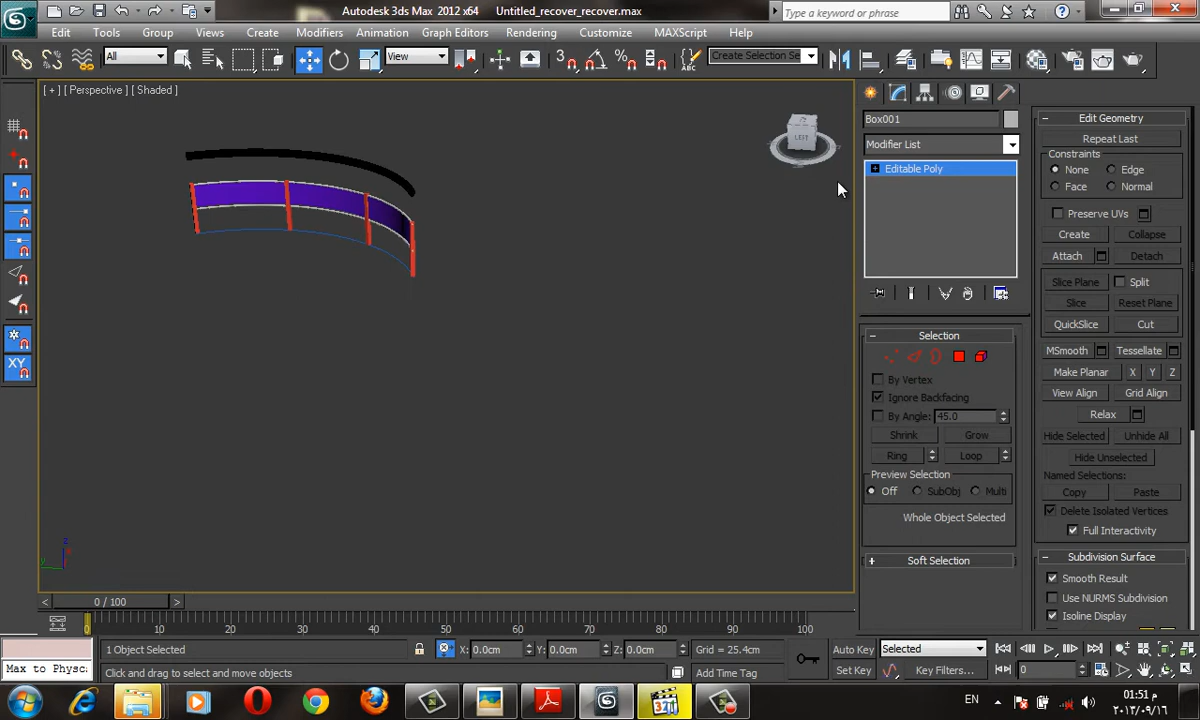 Autodesk 3ds Max 2012 x64 Untitled_recover_recover.max
Type a keyword or phrase
Edit Tools Group Views Create Modifiers Animation Graph Editors Rendering Customize MAXScript Help
All View 3 Create Selection Se
[ + ] [ Perspective ] [ Shaded ]
LEFT
Box001
Modifier List
Editable Poly
Selection
By Vertex
Ignore Backfacing
By Angle: 45.0
Shrink Grow
Ring Loop
Preview Selection
Off SubObj Multi
Whole Object Selected
Soft Selection
Edit Geometry
Repeat Last
Constraints
None Edge
Face Normal
Preserve UVs
Create Collapse
Attach Detach
Slice Plane Split
Slice Reset Plane
QuickSlice Cut
MSmooth Tessellate
Make Planar X Y Z
View Align Grid Align
Relax
Hide Selected Unhide All
Hide Unselected
Named Selections:
Copy Paste
Delete Isolated Vertices
Full Interactivity
Subdivision Surface
Smooth Result
Use NURMS Subdivision
Isoline Display
XY
z
y
< 0 / 100 >
0 10 20 30 40 50 60 70 80 90 100
1 Object Selected X: 0.0cm Y: 0.0cm Z: 0.0cm Grid = 25.4cm Auto Key Selected
Max to Physc Click and drag to select and move objects Add Time Tag Set Key Key Filters... 0
EN
م 01:51
٢٠١٣/٠٩/١٦